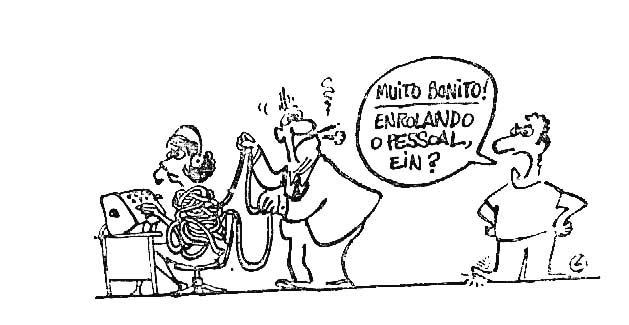 MUITO BONITO!
ENROLANDO
O PESSOAL,
EIN?